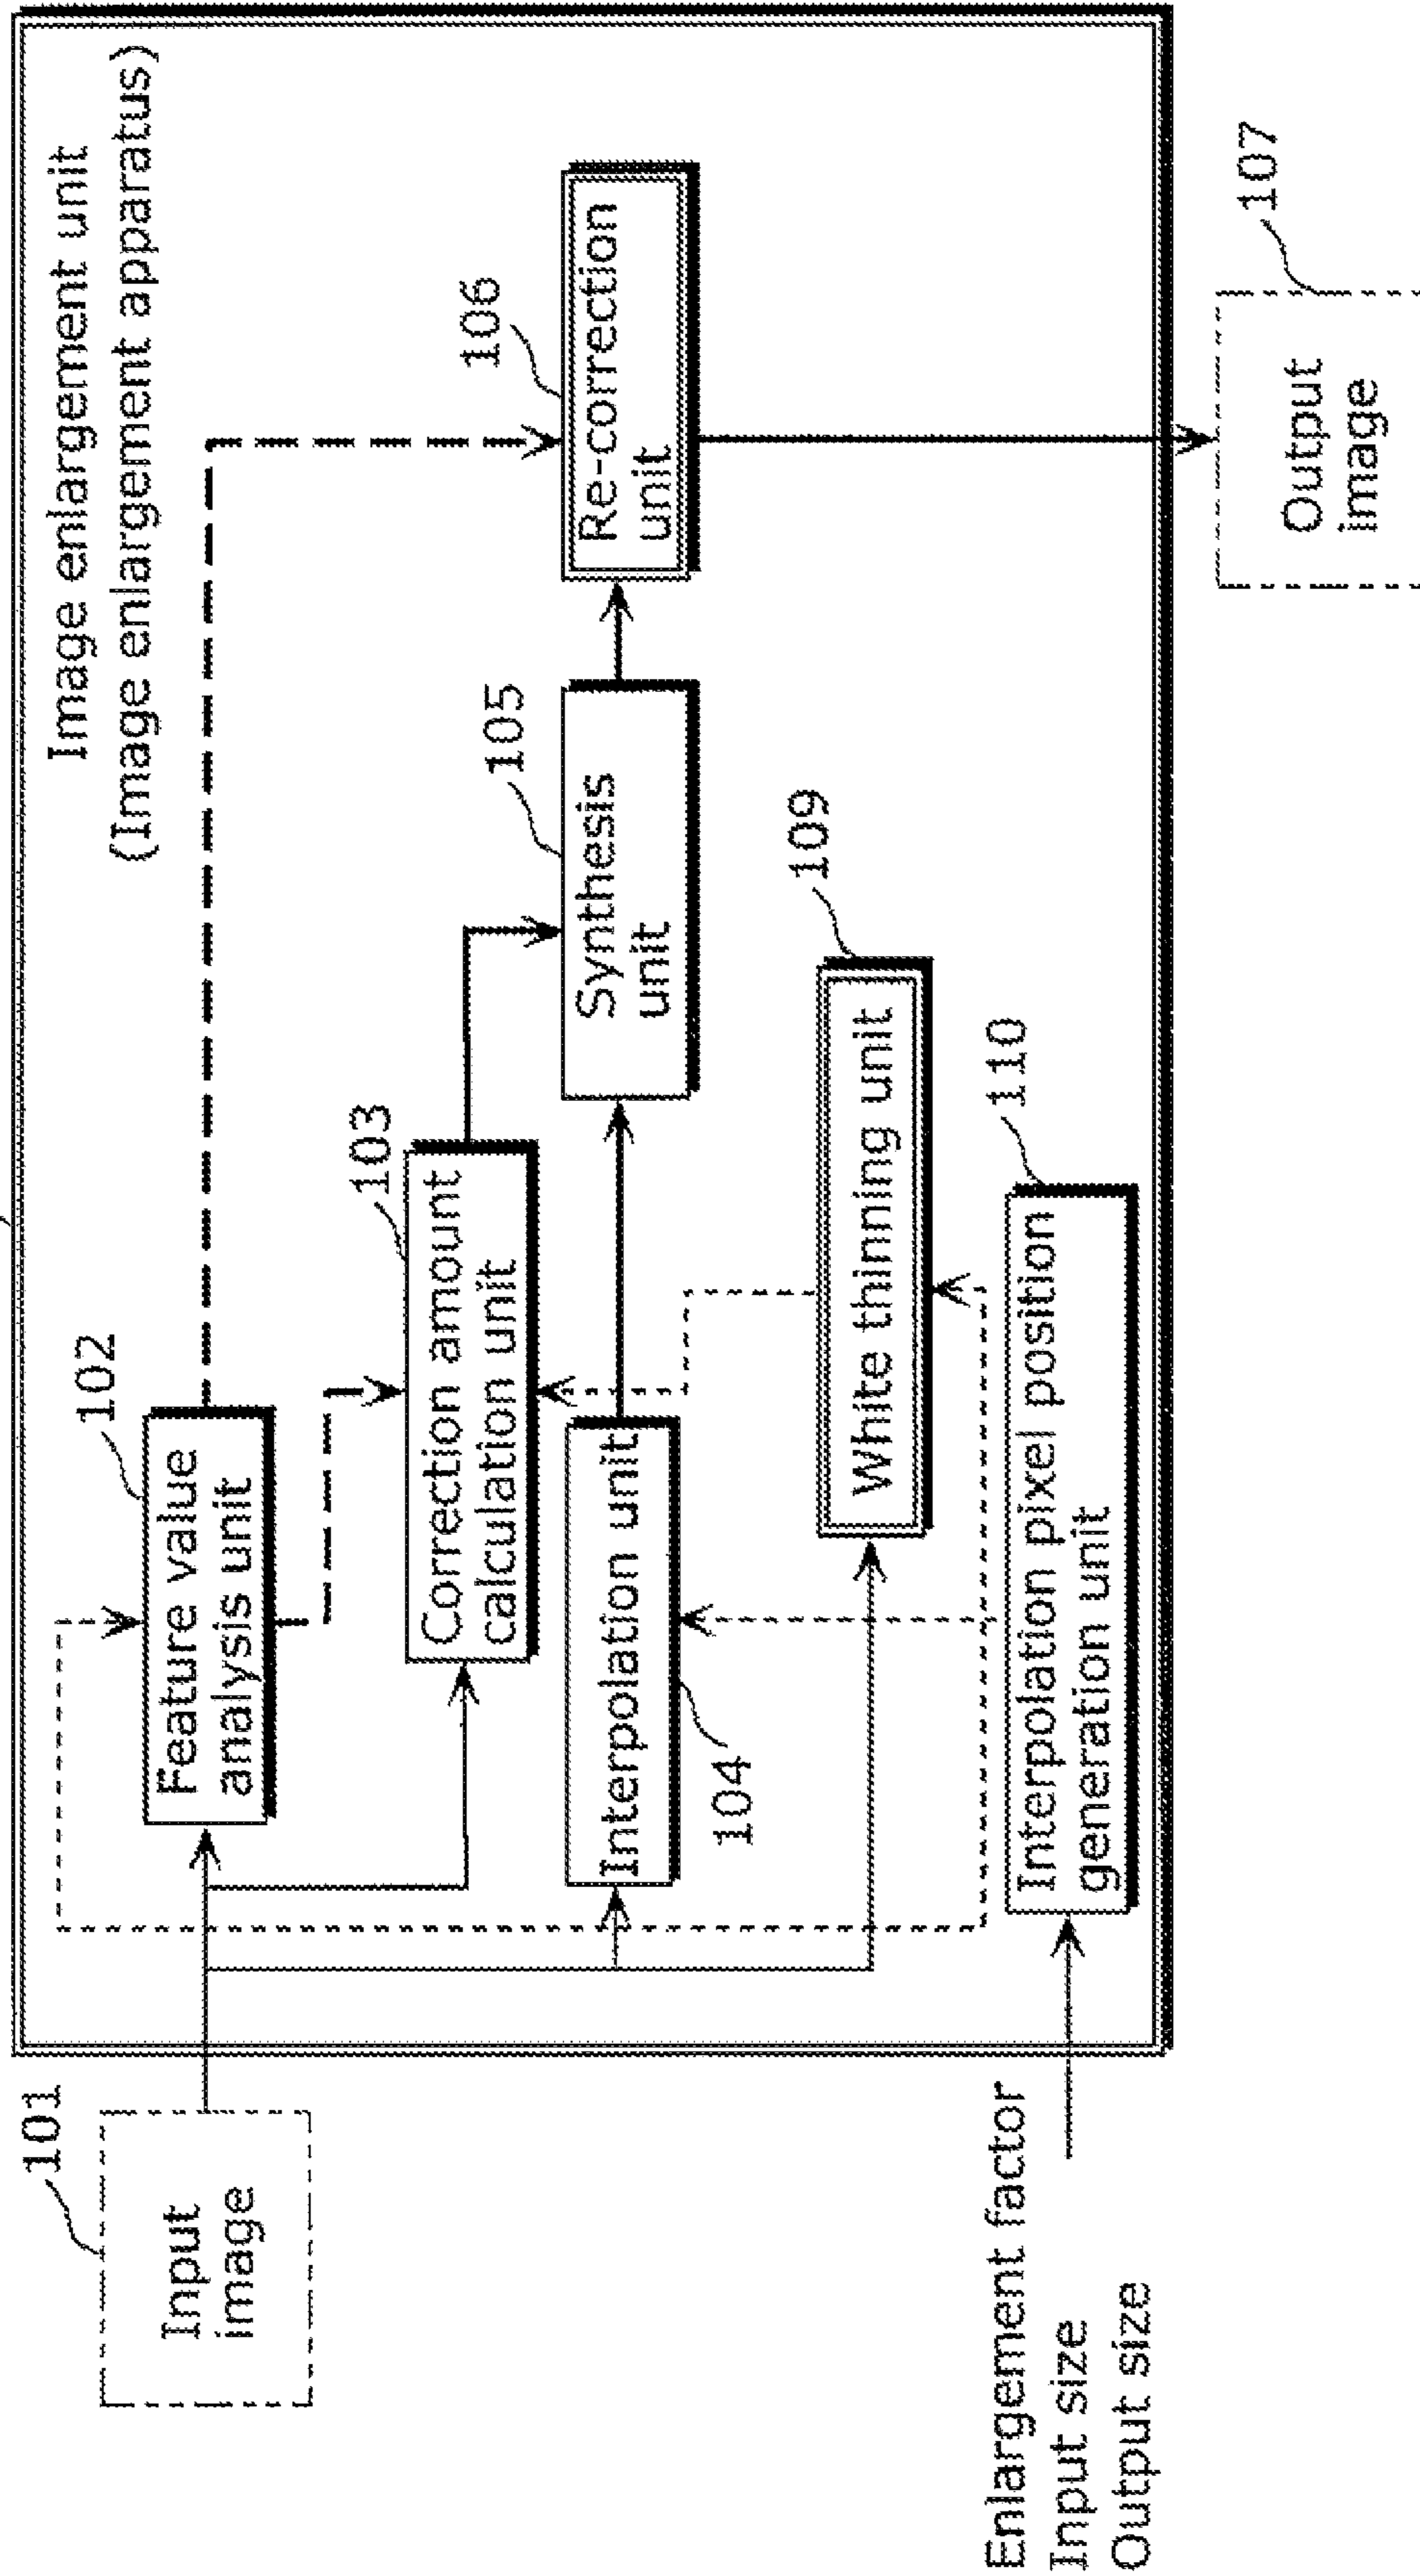 Image enlargement unit
(Image enlargement apparatus)
101
Input
image
102
Feature value
analysis unit
103
Correction amount
calculation unit
106
Re-correction
unit
105
Synthesis
unit
Interpolation unit
104
109
White thinning unit
110
Interpolation pixel position
generation unit
Enlargement factor
Input size
Output size
107
Output
image